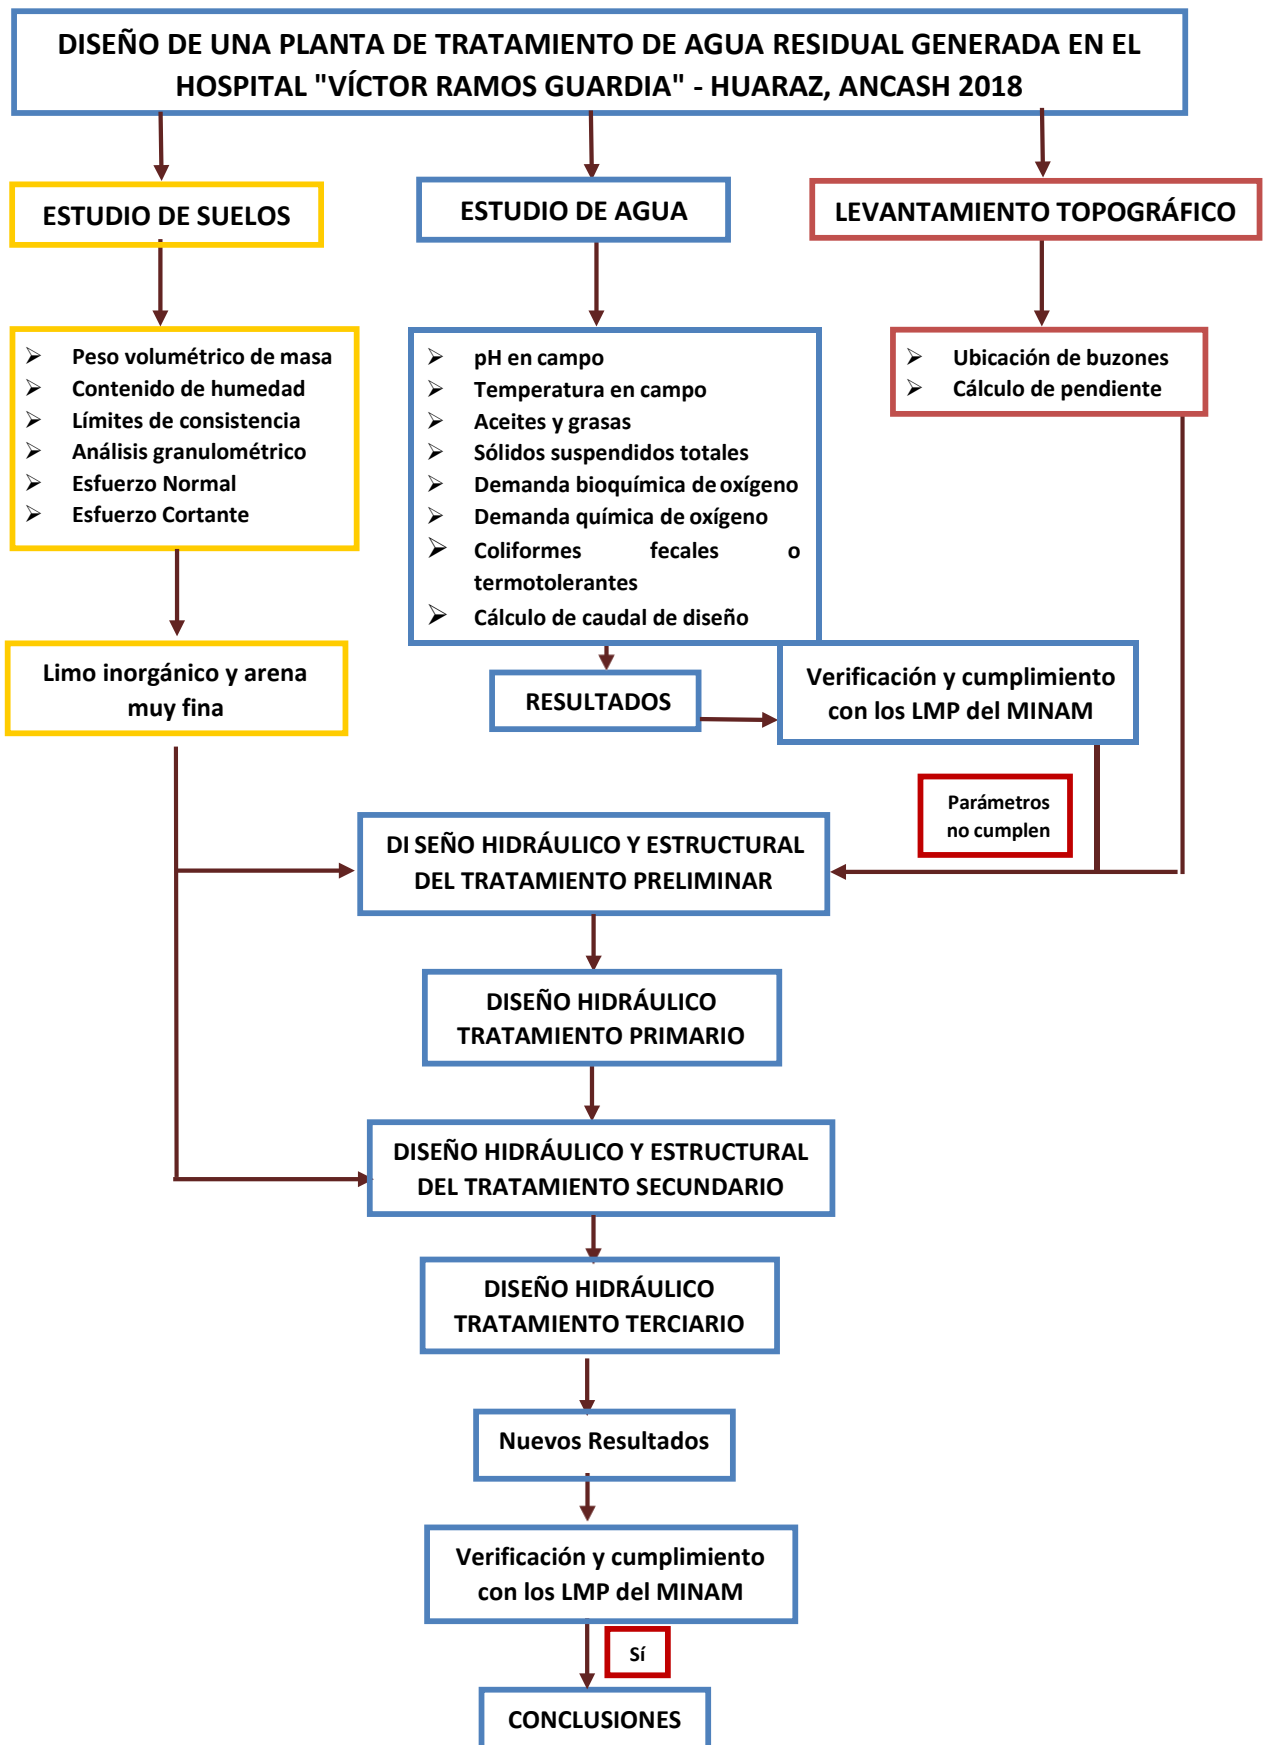 DISEÑO DE UNA PLANTA DE TRATAMIENTO DE AGUA RESIDUAL GENERADA EN EL
HOSPITAL "VÍCTOR RAMOS GUARDIA" - HUARAZ, ANCASH 2018
ESTUDIO DE SUELOS
ESTUDIO DE AGUA
LEVANTAMIENTO TOPOGRÁFICO
➢ Peso volumétrico de masa
➢ Contenido de humedad
➢ Límites de consistencia
➢ Análisis granulométrico
➢ Esfuerzo Normal
➢ Esfuerzo Cortante
➢ pH en campo
➢ Temperatura en campo
➢ Aceites y grasas
➢ Sólidos suspendidos totales
➢ Demanda bioquímica de oxígeno
➢ Demanda química de oxígeno
➢ Coliformes fecales o
termotolerantes
➢ Cálculo de caudal de diseño
➢ Ubicación de buzones
➢ Cálculo de pendiente
Limo inorgánico y arena
muy fina
RESULTADOS
Verificación y cumplimiento
con los LMP del MINAM
Parámetros
no cumplen
DI SEÑO HIDRÁULICO Y ESTRUCTURAL
DEL TRATAMIENTO PRELIMINAR
DISEÑO HIDRÁULICO
TRATAMIENTO PRIMARIO
DISEÑO HIDRÁULICO Y ESTRUCTURAL
DEL TRATAMIENTO SECUNDARIO
DISEÑO HIDRÁULICO
TRATAMIENTO TERCIARIO
Nuevos Resultados
Verificación y cumplimiento
con los LMP del MINAM
Sí
CONCLUSIONES